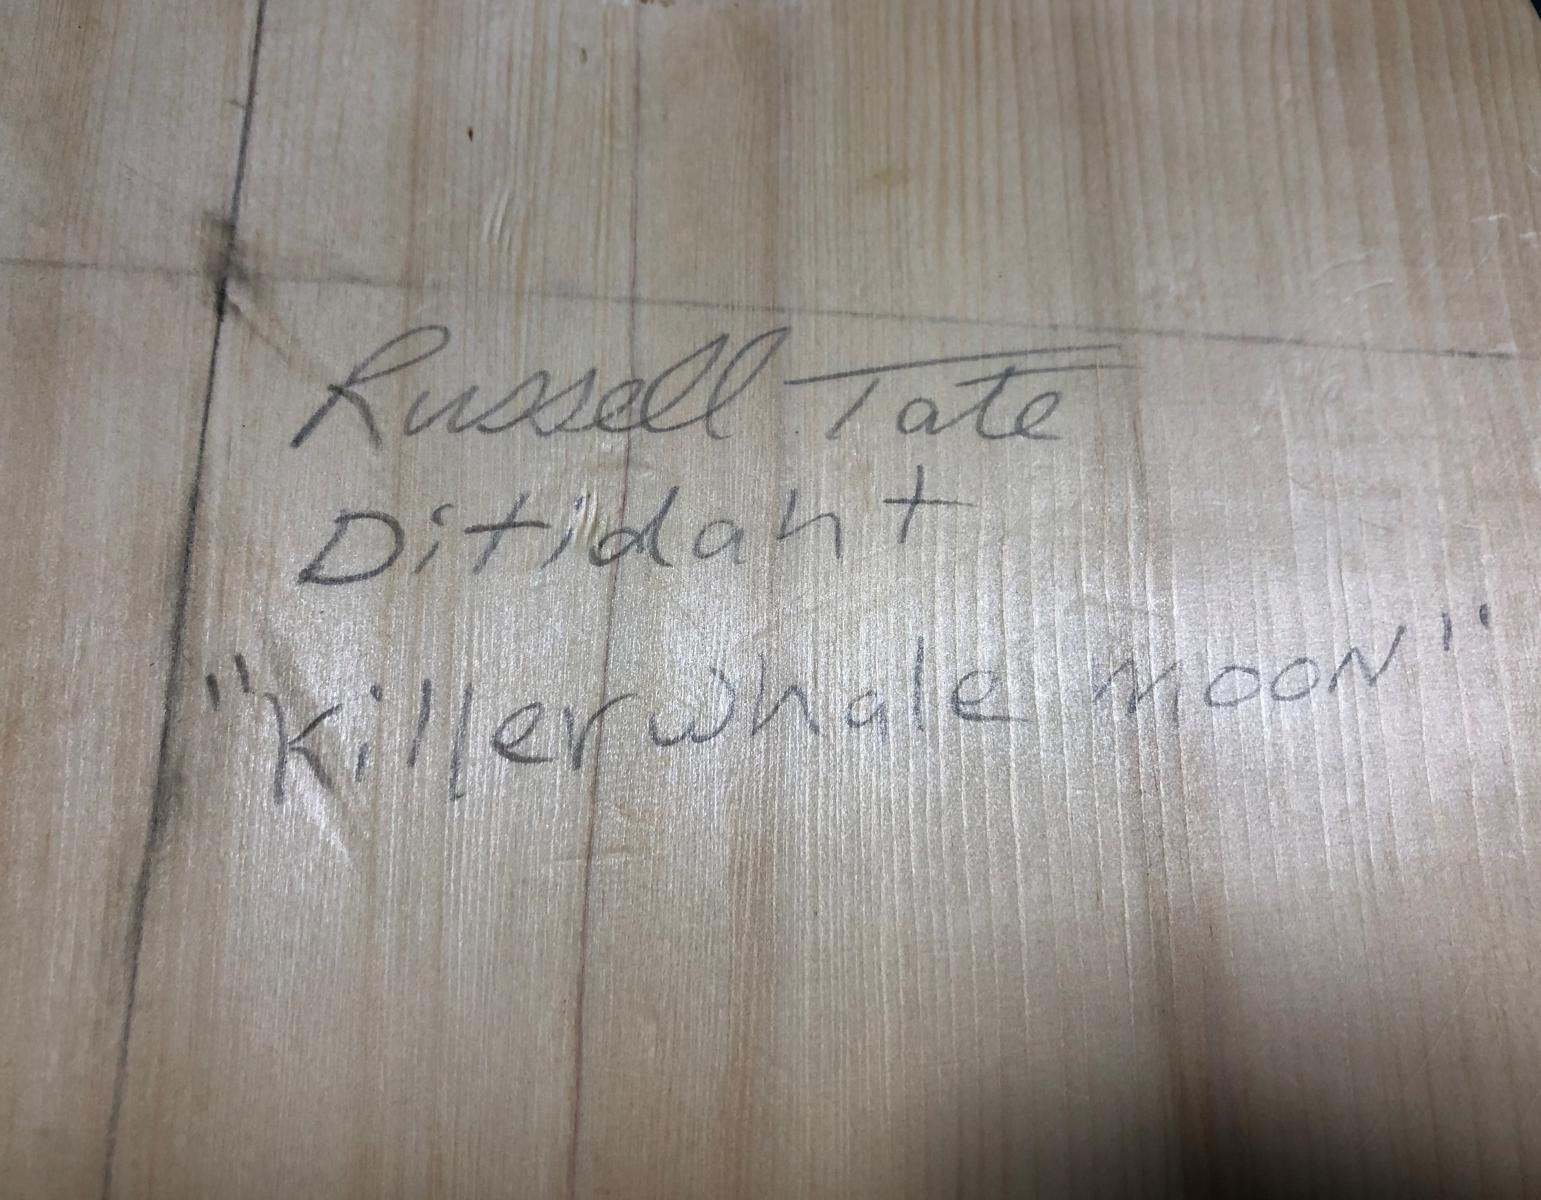 Russell Tate
Ditidaht
"Killerwhale moon"